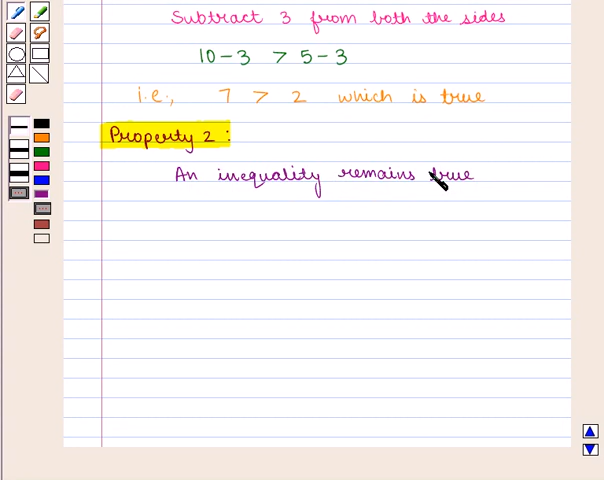 Subtract 3 from both the sides
10-3 > 5-3
i.e., 7 > 2 which is true
Property 2:
An inequality remains true